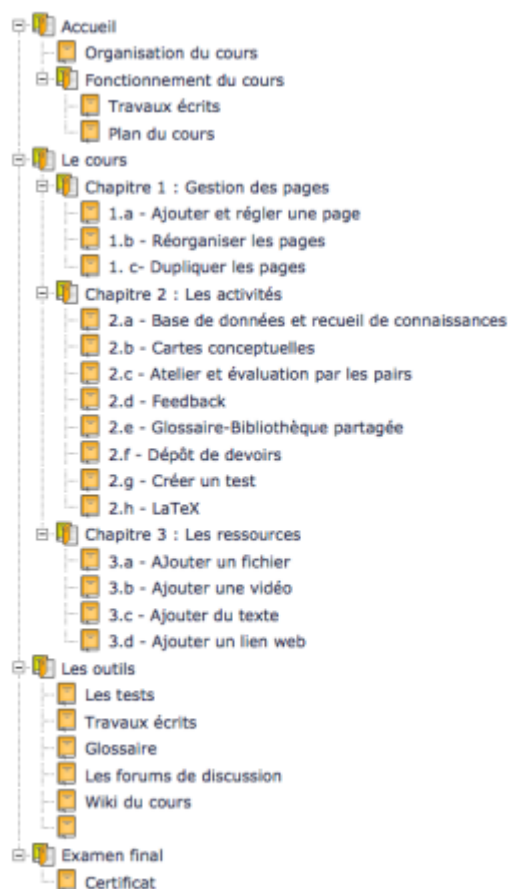 Accueil
Organisation du cours
Fonctionnement du cours
Travaux écrits
Plan du cours
Le cours
Chapitre 1 : Gestion des pages
1.a - Ajouter et régler une page
1.b - Réorganiser les pages
1. c- Dupliquer les pages
Chapitre 2 : Les activités
2.a - Base de données et recueil de connaissances
2.b - Cartes conceptuelles
2.c - Atelier et évaluation par les pairs
2.d - Feedback
2.e - Glossaire-Bibliothèque partagée
2.f - Dépôt de devoirs
2.g - Créer un test
2.h - LaTeX
Chapitre 3 : Les ressources
3.a - AJouter un fichier
3.b - Ajouter une vidéo
3.c - Ajouter du texte
3.d - Ajouter un lien web
Les outils
Les tests
Travaux écrits
Glossaire
Les forums de discussion
Wiki du cours
Examen final
Certificat